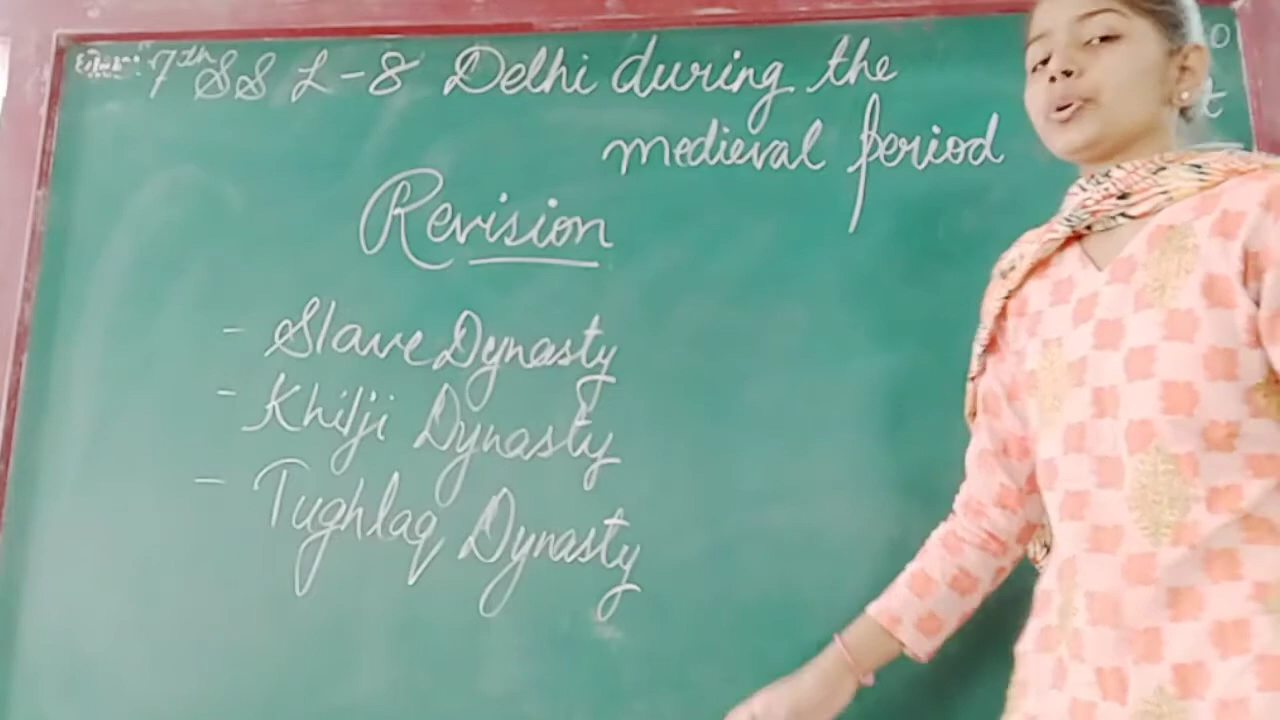 7th SS L-8 Delhi during the
medieval period
Revision
- Slave Dynasty
- Khilji Dynasty
- Tughlaq Dynasty